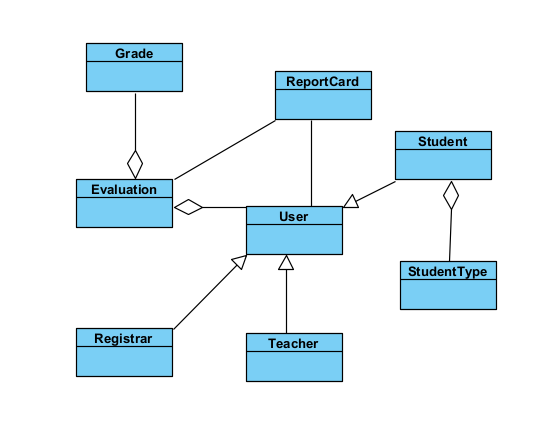 Grade
ReportCard
Student
Evaluation
User
StudentType
Registrar
Teacher